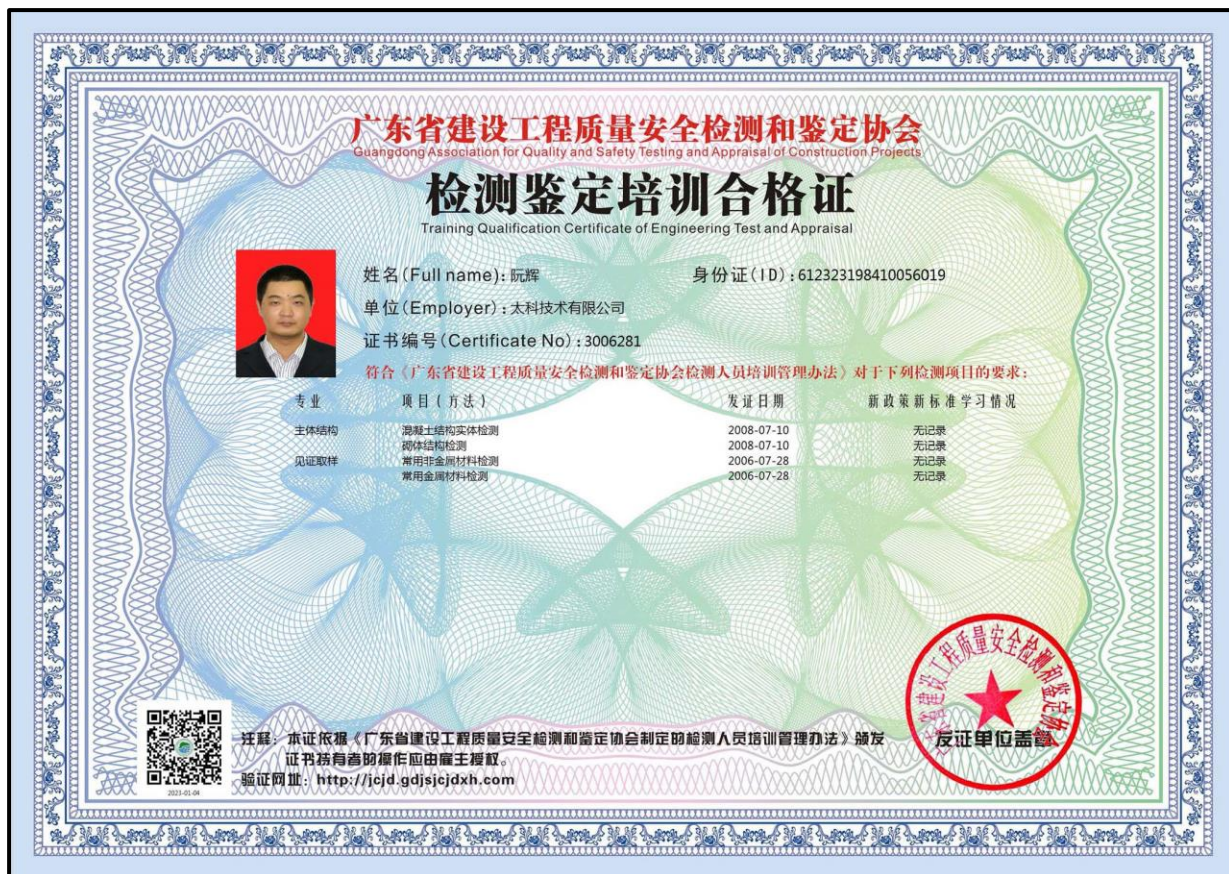 广东省建设工程质量安全检测和鉴定协会
Guangdong Association for Quality and Safety Testing and Appraisal of Construction Projects
检测鉴定培训合格证
Training Qualification Certificate of Engineering Test and Appraisal
姓名(Full name)：阮辉 身份证(ID)：612323198410056019
单位(Employer)：太科技术有限公司
证书编号(Certificate No)：3006281
符合《广东省建设工程质量安全检测和鉴定协会检测人员培训管理办法》对于下列检测项目的要求：
专业 项目(方法) 发证日期 新政策新标准学习情况
主体结构 混凝土结构实体检测 2008-07-10 无记录
砌体结构检测 2008-07-10 无记录
见证取样 常用非金属材料检测 2006-07-28 无记录
常用金属材料检测 2006-07-28 无记录
广东省建设工程质量安全检测和鉴定协会
发证单位盖章
注释：本证依据《广东省建设工程质量安全检测和鉴定协会制定的检测人员培训管理办法》颁发
证书持有者的操作应由雇主授权。
验证网址：http://jcjd.gdjsjcjdxh.com
2023-01-04